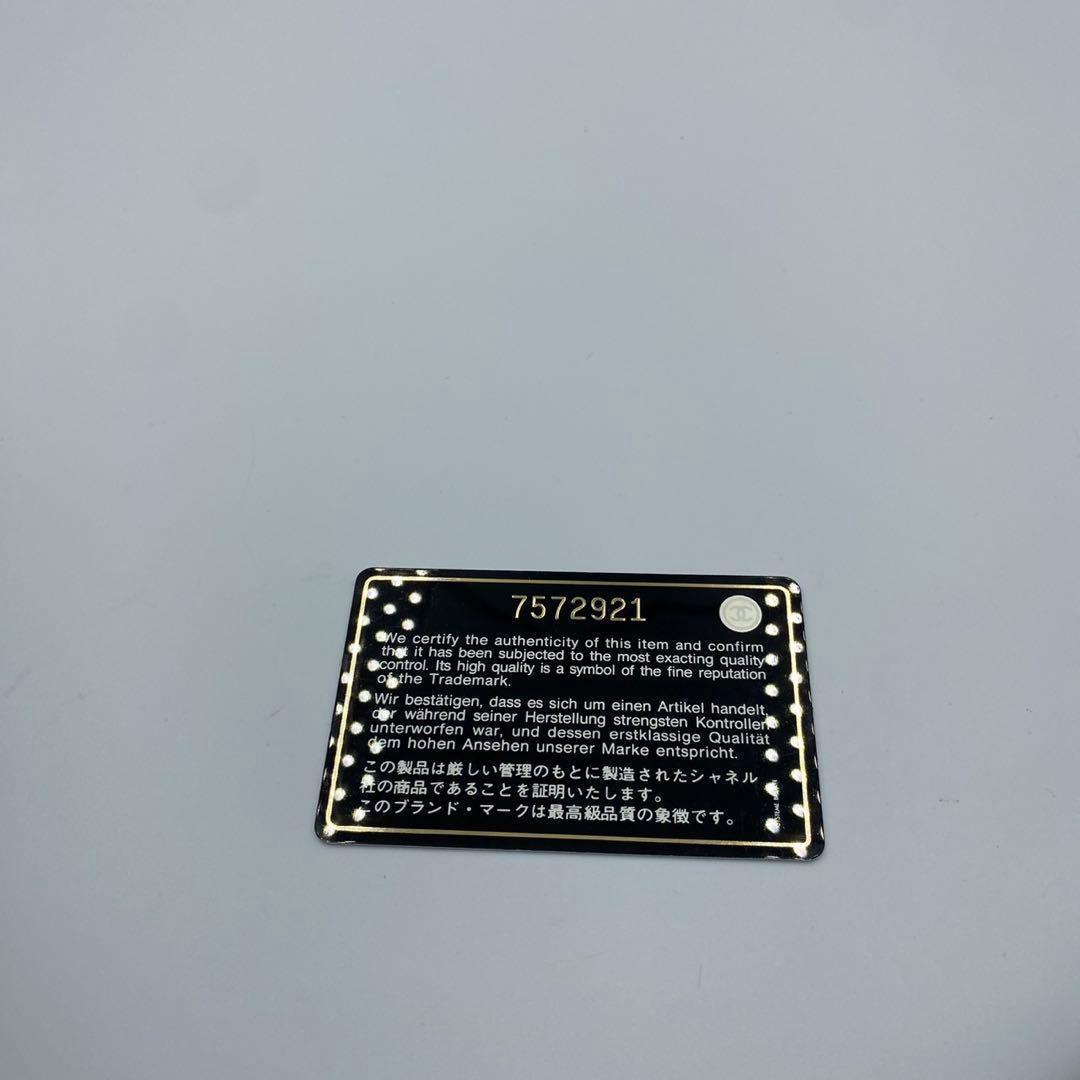 7572921
We certify the authenticity of this item and confirm
that it has been subjected to the most exacting quality
control. Its high quality is a symbol of the fine reputation
of the Trademark.
Wir bestätigen, dass es sich um einen Artikel handelt,
der während seiner Herstellung strengsten Kontrollen
unterworfen war, und dessen erstklassige Qualität
dem hohen Ansehen unserer Marke entspricht.
この製品は厳しい管理のもとに製造されたシャネル
社の商品であることを証明いたします。
このブランド・マークは最高級品質の象徴です。